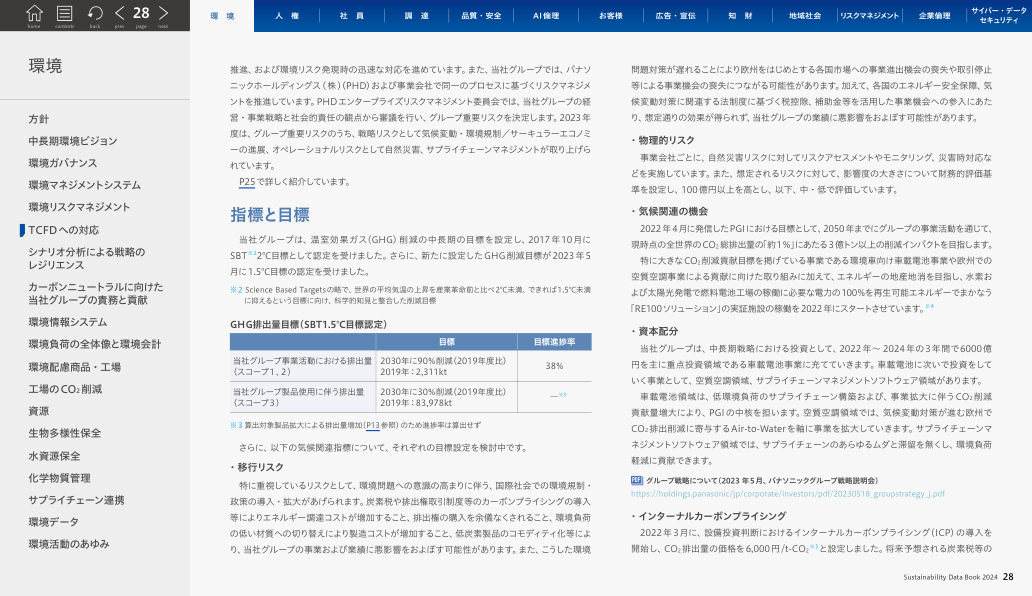 home
contents
back
prev
28
page
next
環 境
人 権
社 員
調 達
品質・安全
AI倫理
お客様
広告・宣伝
知 財
地域社会
リスクマネジメント
企業倫理
サイバー・データ
セキュリティ
環境
方針
中長期環境ビジョン
環境ガバナンス
環境マネジメントシステム
環境リスクマネジメント
TCFDへの対応
シナリオ分析による戦略の
レジリエンス
カーボンニュートラルに向けた
当社グループの責務と貢献
環境情報システム
環境負荷の全体像と環境会計
環境配慮商品・工場
工場のCO₂削減
資源
生物多様性保全
水資源保全
化学物質管理
サプライチェーン連携
環境データ
環境活動のあゆみ
推進、および環境リスク発現時の迅速な対応を進めています。また、当社グループでは、パナソ
ニックホールディングス(株)(PHD)および事業会社で同一のプロセスに基づくリスクマネジメ
ントを推進しています。PHDエンタープライズリスクマネジメント委員会では、当社グループの経
営・事業戦略と社会的責任の観点から審議を行い、グループ重要リスクを決定します。2023年
度は、グループ重要リスクのうち、戦略リスクとして気候変動・環境規制／サーキュラーエコノミ
ーの進展、オペレーショナルリスクとして自然災害、サプライチェーンマネジメントが取り上げら
れています。
P25で詳しく紹介しています。
指標と目標
当社グループは、温室効果ガス(GHG)削減の中長期の目標を設定し、2017年10月に
SBT※2 2℃目標の認定を受けました。さらに、新たに設定したGHG削減目標が2023年5
月に1.5℃目標の認定を受けました。
※2 Science Based Targetsの略で、世界の平均気温の上昇を産業革命前と比べ2℃未満、できれば1.5℃未満
に抑えるという目標に向け、科学的知見と整合した削減目標
GHG排出量目標(SBT1.5℃目標認定)
目標
目標進捗率
当社グループ事業活動における排出量
(スコープ1、2)
2030年に90％削減(2019年度比)
2019年：2,311kt
38%
当社グループ製品使用に伴う排出量
(スコープ3)
2030年に30％削減(2019年度比)
2019年：83,978kt
—※3
※3 算出対象製品拡大による排出量増加(P13参照)のため進捗率は算出せず
さらに、以下の気候関連指標について、それぞれの目標設定を検討中です。
・移行リスク
特に重視しているリスクとして、環境問題への意識の高まりに伴う、国際社会での環境規制・
政策の導入・拡大があげられます。炭素税や排出権取引制度等のカーボンプライシングの導入
等によりエネルギー調達コストが増加すること、排出権の購入を余儀なくされること、環境負荷
の低い材質への切り替えにより製造コストが増加すること、低炭素製品のコモディティ化等によ
り、当社グループの事業および業績に悪影響をおよぼす可能性があります。また、こうした環境
問題対策が遅れることにより欧州をはじめとする各国市場への事業進出機会の喪失や取引停止
等による事業機会の喪失につながる可能性があります。加えて、各国のエネルギー安全保障、気
候変動対策に関連する法制度に基づく税控除、補助金等を活用した事業機会への参入にあた
り、想定通りの効果が得られず、当社グループの業績に悪影響をおよぼす可能性があります。
・物理的リスク
事業会社ごとに、自然災害リスクに対してリスクアセスメントやモニタリング、災害時対応な
どを実施しています。また、想定されるリスクに対して、影響度の大きさについて財務的評価基
準を設定し、100億円以上を高とし、以下、中・低で評価しています。
・気候関連の機会
2022年4月に発信したPGIにおける目標として、2050年までにグループの事業活動を通じて、
現時点の全世界のCO₂総排出量の｢約1％｣にあたる3億トン以上の削減インパクトを目指します。
特に大きなCO₂削減貢献目標を掲げている事業である環境車向け車載電池事業や欧州での
空質空調事業による貢献に向けた取り組みに加えて、エネルギーの地産地消を目指し、水素お
よび太陽光発電で燃料電池工場の稼働に必要な電力の100％を再生可能エネルギーでまかなう
「RE100ソリューション」の実証施設の稼働を2022年にスタートさせています。※4
・資本配分
当社グループは、中長期戦略における投資として、2022年～2024年の3年間で6000億
円を主に重点投資領域である車載電池事業に充てていきます。車載電池に次いで投資をして
いく事業として、空質空調領域、サプライチェーンマネジメントソフトウェア領域があります。
車載電池領域は、低環境負荷のサプライチェーン構築および、事業拡大に伴うCO₂削減
貢献量増大により、PGIの中核を担います。空質空調領域では、気候変動対策が進む欧州で
CO₂排出削減に寄与するAir-to-Waterを軸に事業を拡大していきます。サプライチェーンマ
ネジメントソフトウェア領域では、サプライチェーンのあらゆるムダと滞留を無くし、環境負荷
軽減に貢献できます。
PDF グループ戦略について(2023年5月、パナソニックグループ戦略説明会)
https://holdings.panasonic/jp/corporate/investors/pdf/20230518_groupstrategy_j.pdf
・インターナルカーボンプライシング
2022年3月に、設備投資判断におけるインターナルカーボンプライシング(ICP)の導入を
開始し、CO₂排出量の価格を6,000円/t-CO₂※5と設定しました。将来予想される炭素税等の
Sustainability Data Book 2024 28